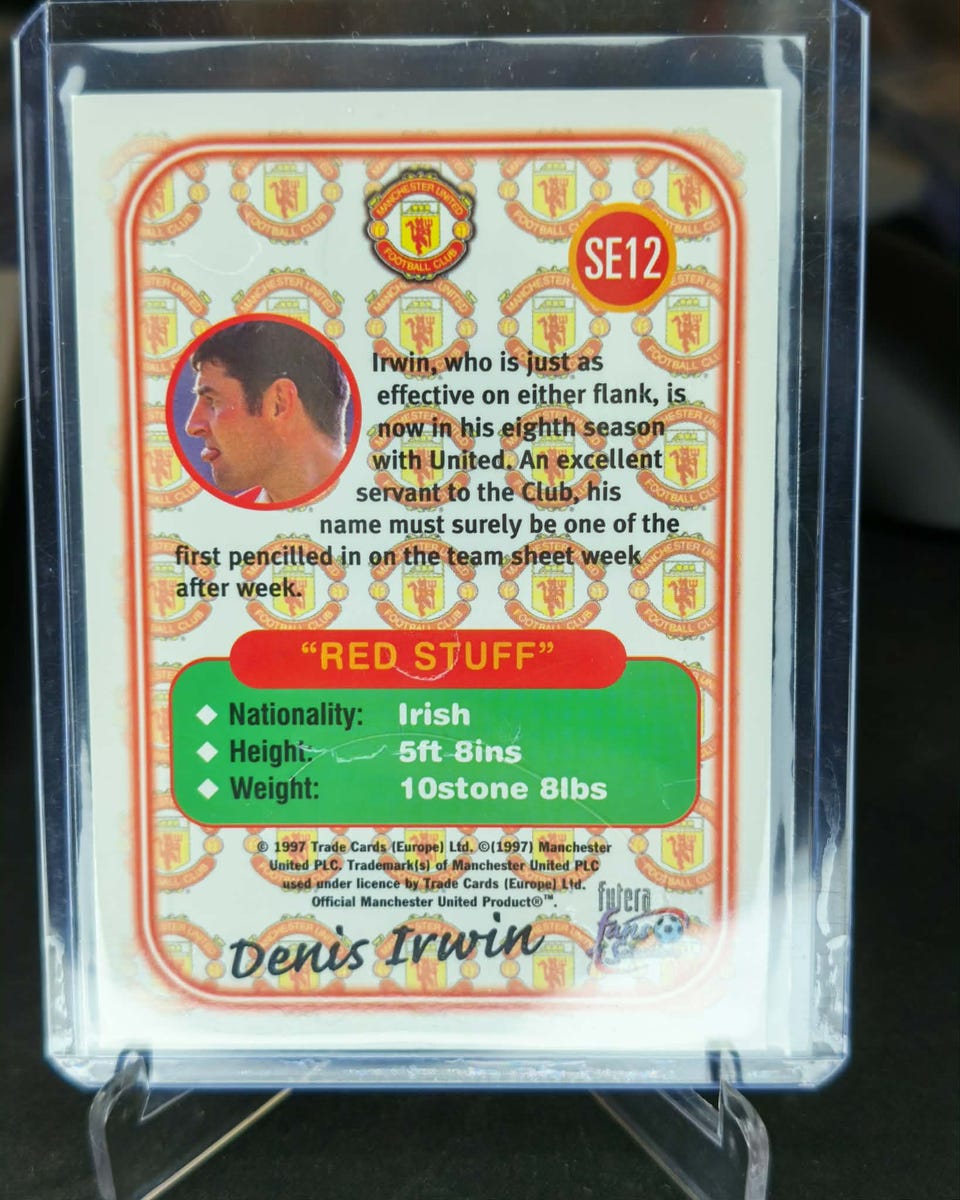 MANCHESTER UNITED
FOOTBALL CLUB
SE12
Irwin, who is just as
effective on either flank, is
now in his eighth season
with United. An excellent
servant to the Club, his
name must surely be one of the
first pencilled in on the team sheet week
after week.
“RED STUFF”
Nationality: Irish
Height: 5ft 8ins
Weight: 10stone 8lbs
© 1997 Trade Cards (Europe) Ltd. ©(1997) Manchester
United PLC. Trademark(s) of Manchester United PLC
used under licence by Trade Cards (Europe) Ltd.
Official Manchester United Product®™.
futera
fans
Denis Irwin